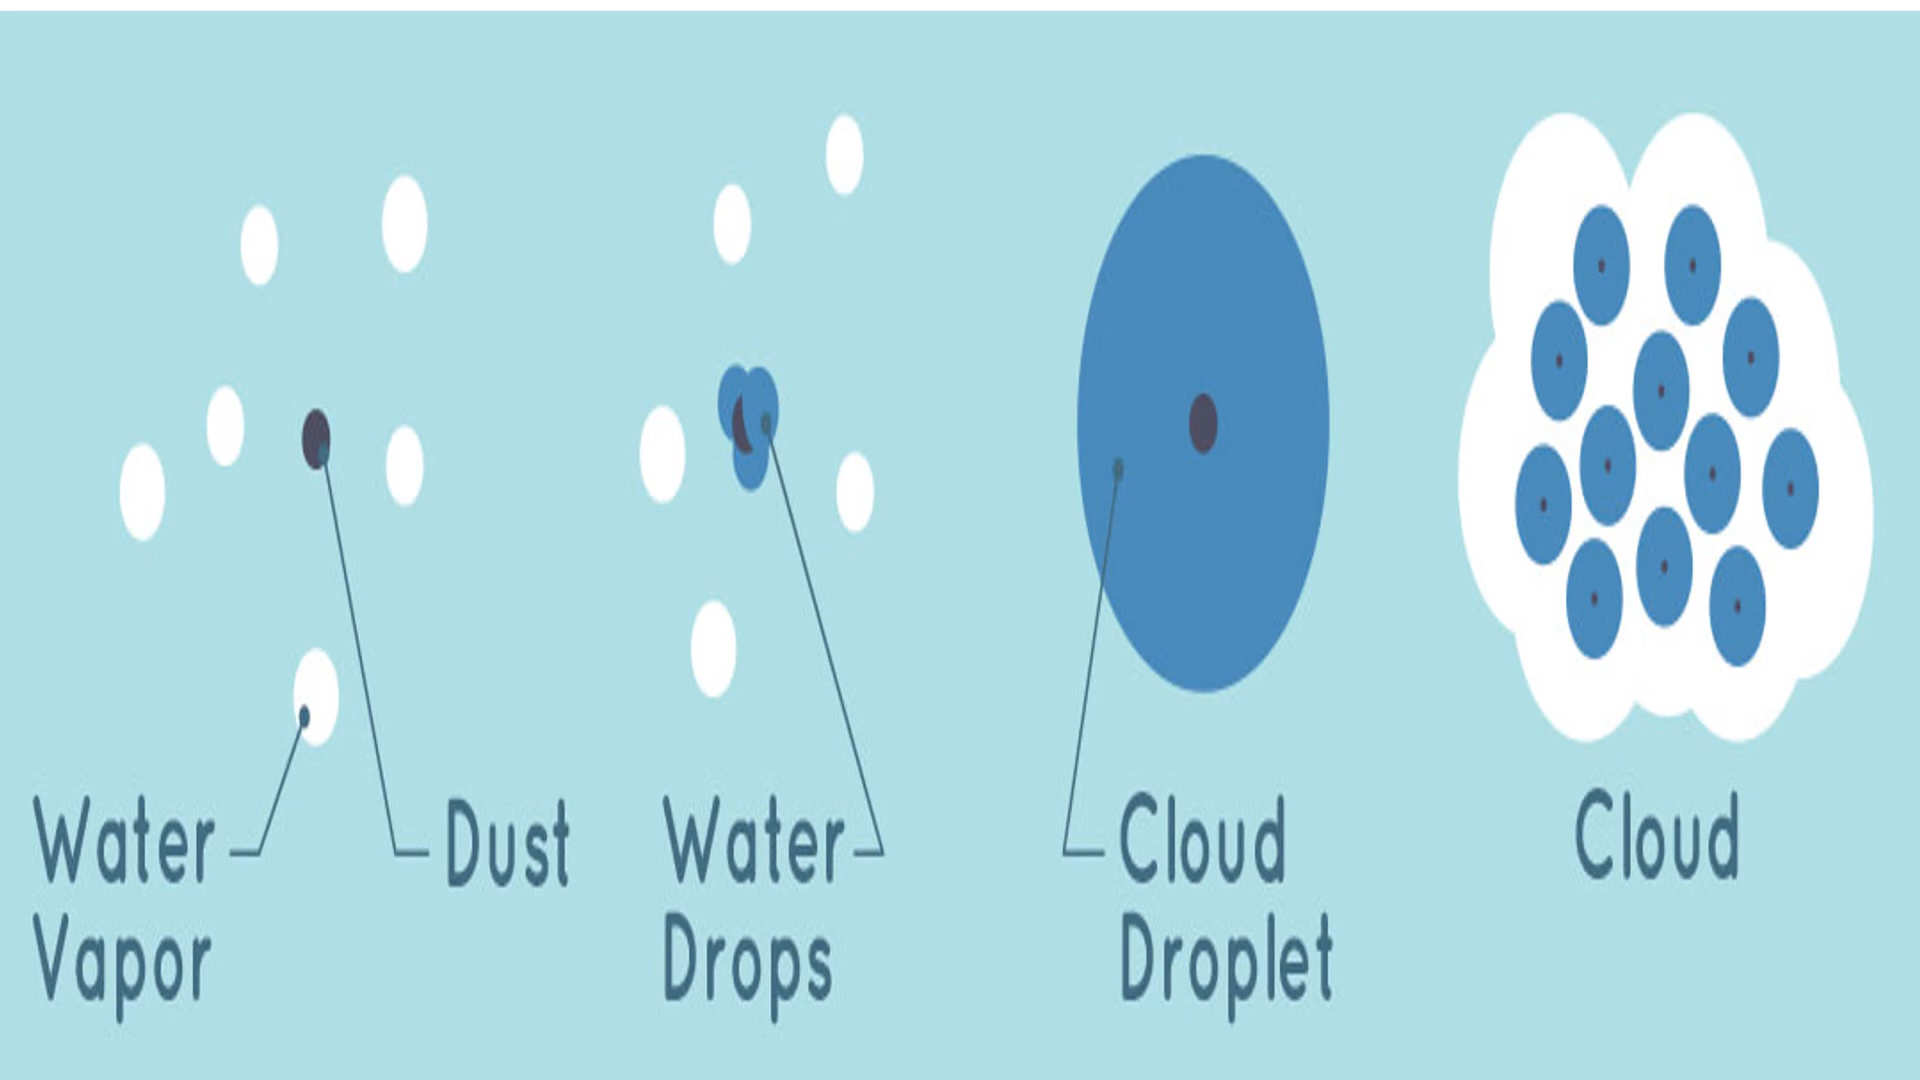 Water
Vapor
Dust
Water
Drops
Cloud
Droplet
Cloud